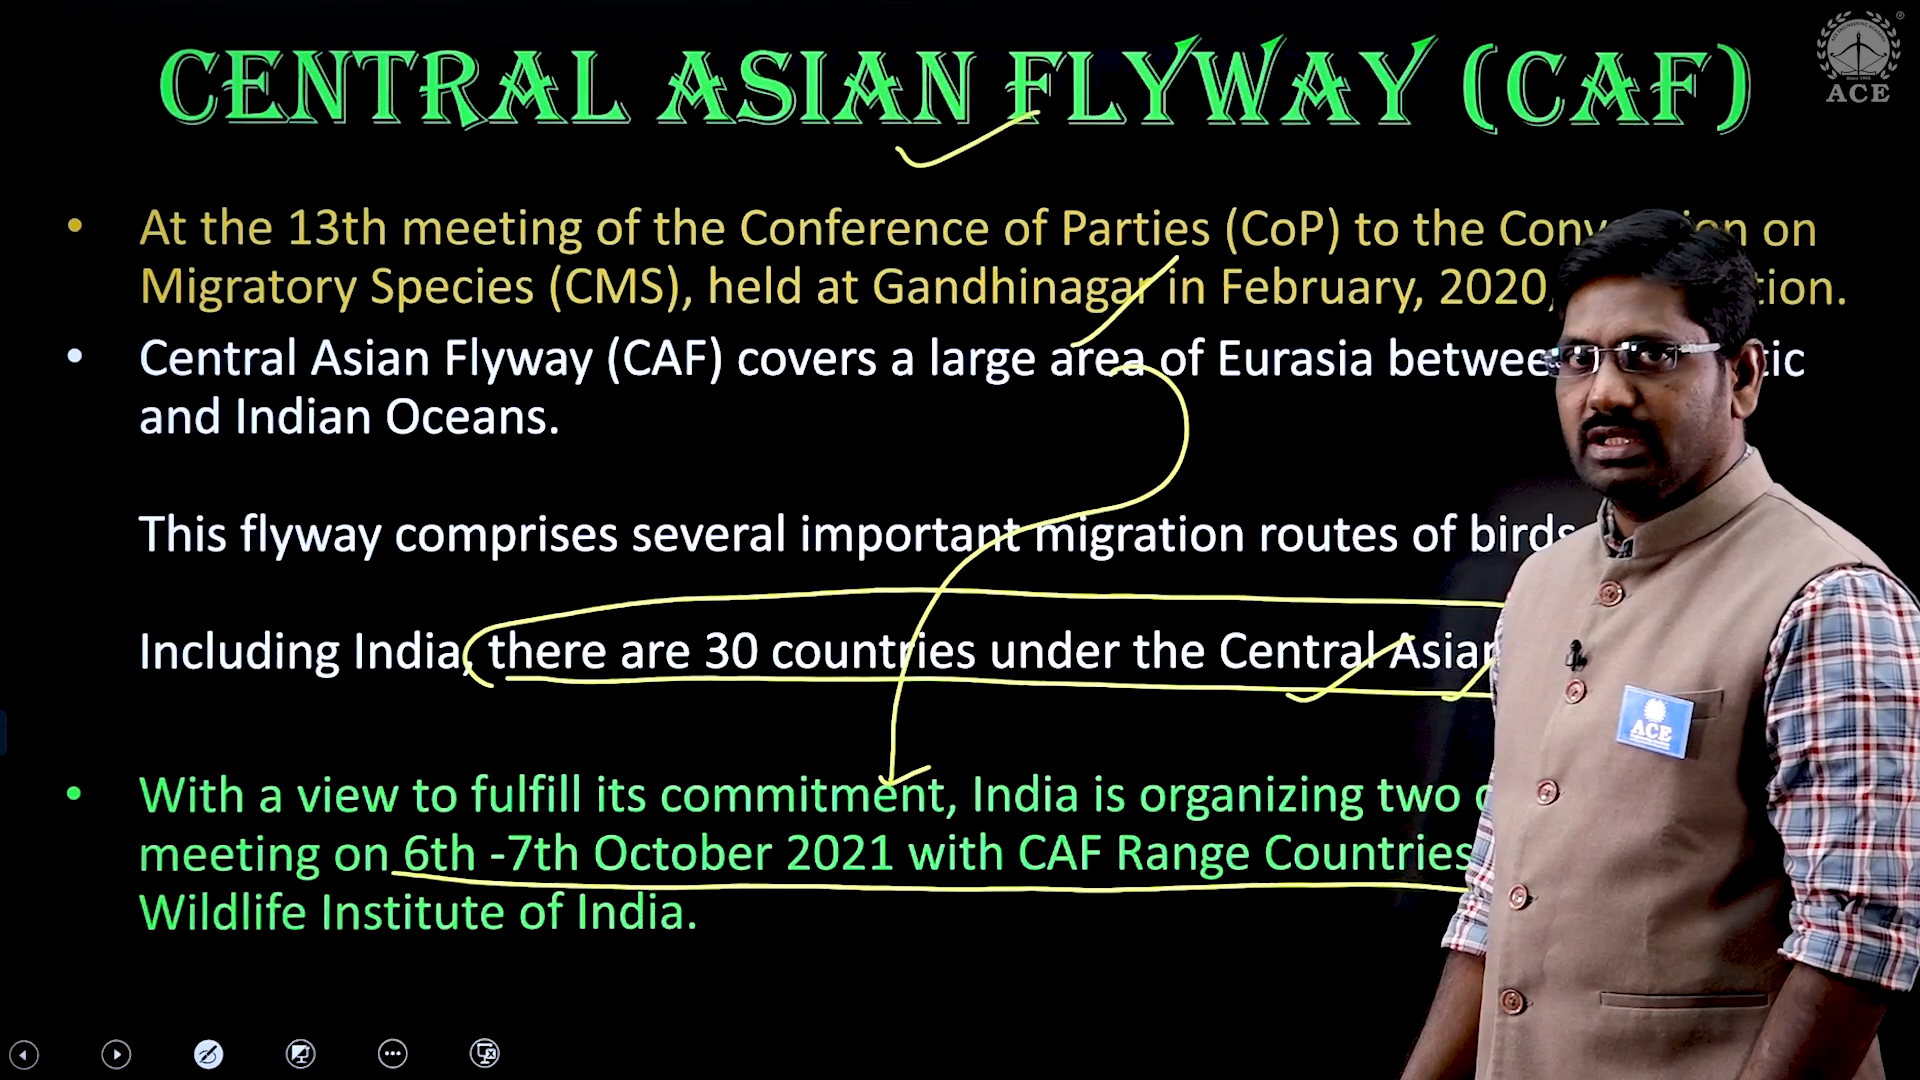 CENTRAL ASIAN FLYWAY (CAF)
ACE
• At the 13th meeting of the Conference of Parties (CoP) to the on
Migratory Species (CMS), held at Gandhinagar in February, 2020,
• Central Asian Flyway (CAF) covers a large area of Eurasia
and Indian Oceans.
This flyway comprises several important migration routes of birds
Including India, there are 30 countries under the Central
• With a view to fulfill its commitment, India is organizing two
meeting on 6th -7th October 2021 with CAF Range Countries
Wildlife Institute of India.
ACE